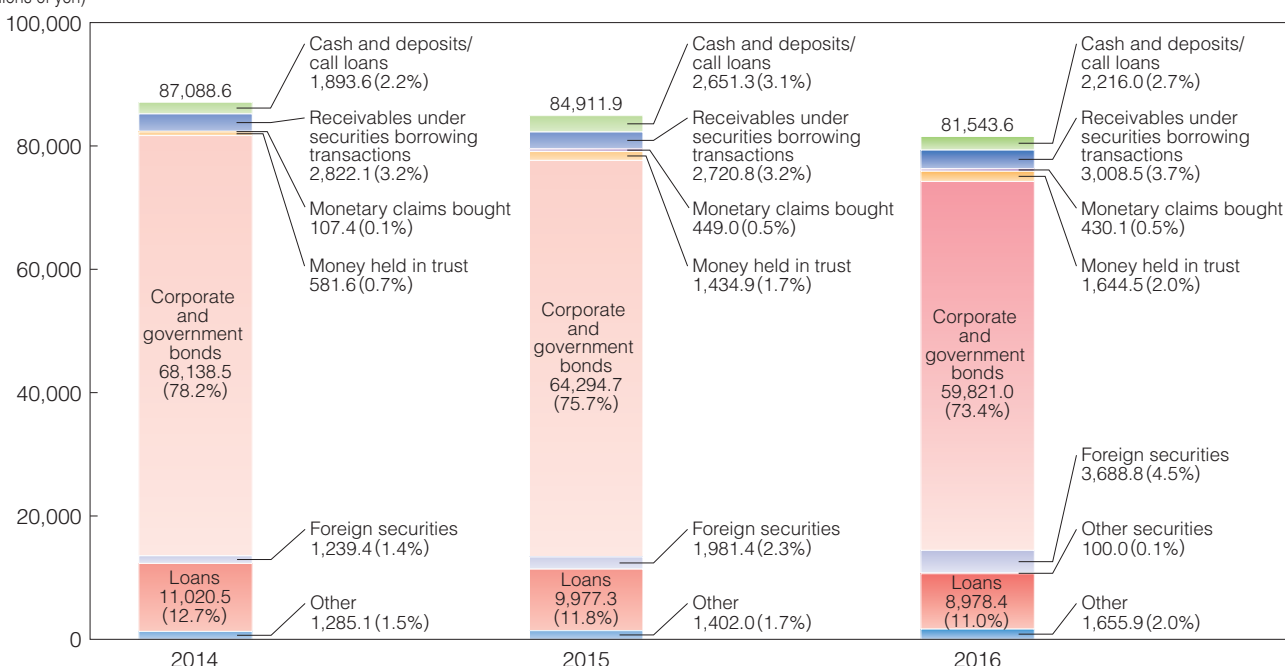 ons of yen)
100,000
80,000
60,000
40,000
20,000
0
87,088.6
Cash and deposits/
call loans
1,893.6(2.2%)
Receivables under
securities borrowing
transactions
2,822.1(3.2%)
Monetary claims bought
107.4(0.1%)
Money held in trust
581.6(0.7%)
Corporate
and
government
bonds
68,138.5
(78.2%)
Foreign securities
1,239.4(1.4%)
Loans
11,020.5
(12.7%)
Other
1,285.1(1.5%)
2014
84,911.9
Cash and deposits/
call loans
2,651.3(3.1%)
Receivables under
securities borrowing
transactions
2,720.8(3.2%)
Monetary claims bought
449.0(0.5%)
Money held in trust
1,434.9(1.7%)
Corporate
and
government
bonds
64,294.7
(75.7%)
Foreign securities
1,981.4(2.3%)
Loans
9,977.3
(11.8%)
Other
1,402.0(1.7%)
2015
81,543.6
Cash and deposits/
call loans
2,216.0(2.7%)
Receivables under
securities borrowing
transactions
3,008.5(3.7%)
Monetary claims bought
430.1(0.5%)
Money held in trust
1,644.5(2.0%)
Corporate
and
government
bonds
59,821.0
(73.4%)
Foreign securities
3,688.8(4.5%)
Other securities
100.0(0.1%)
Loans
8,978.4
(11.0%)
Other
1,655.9(2.0%)
2016